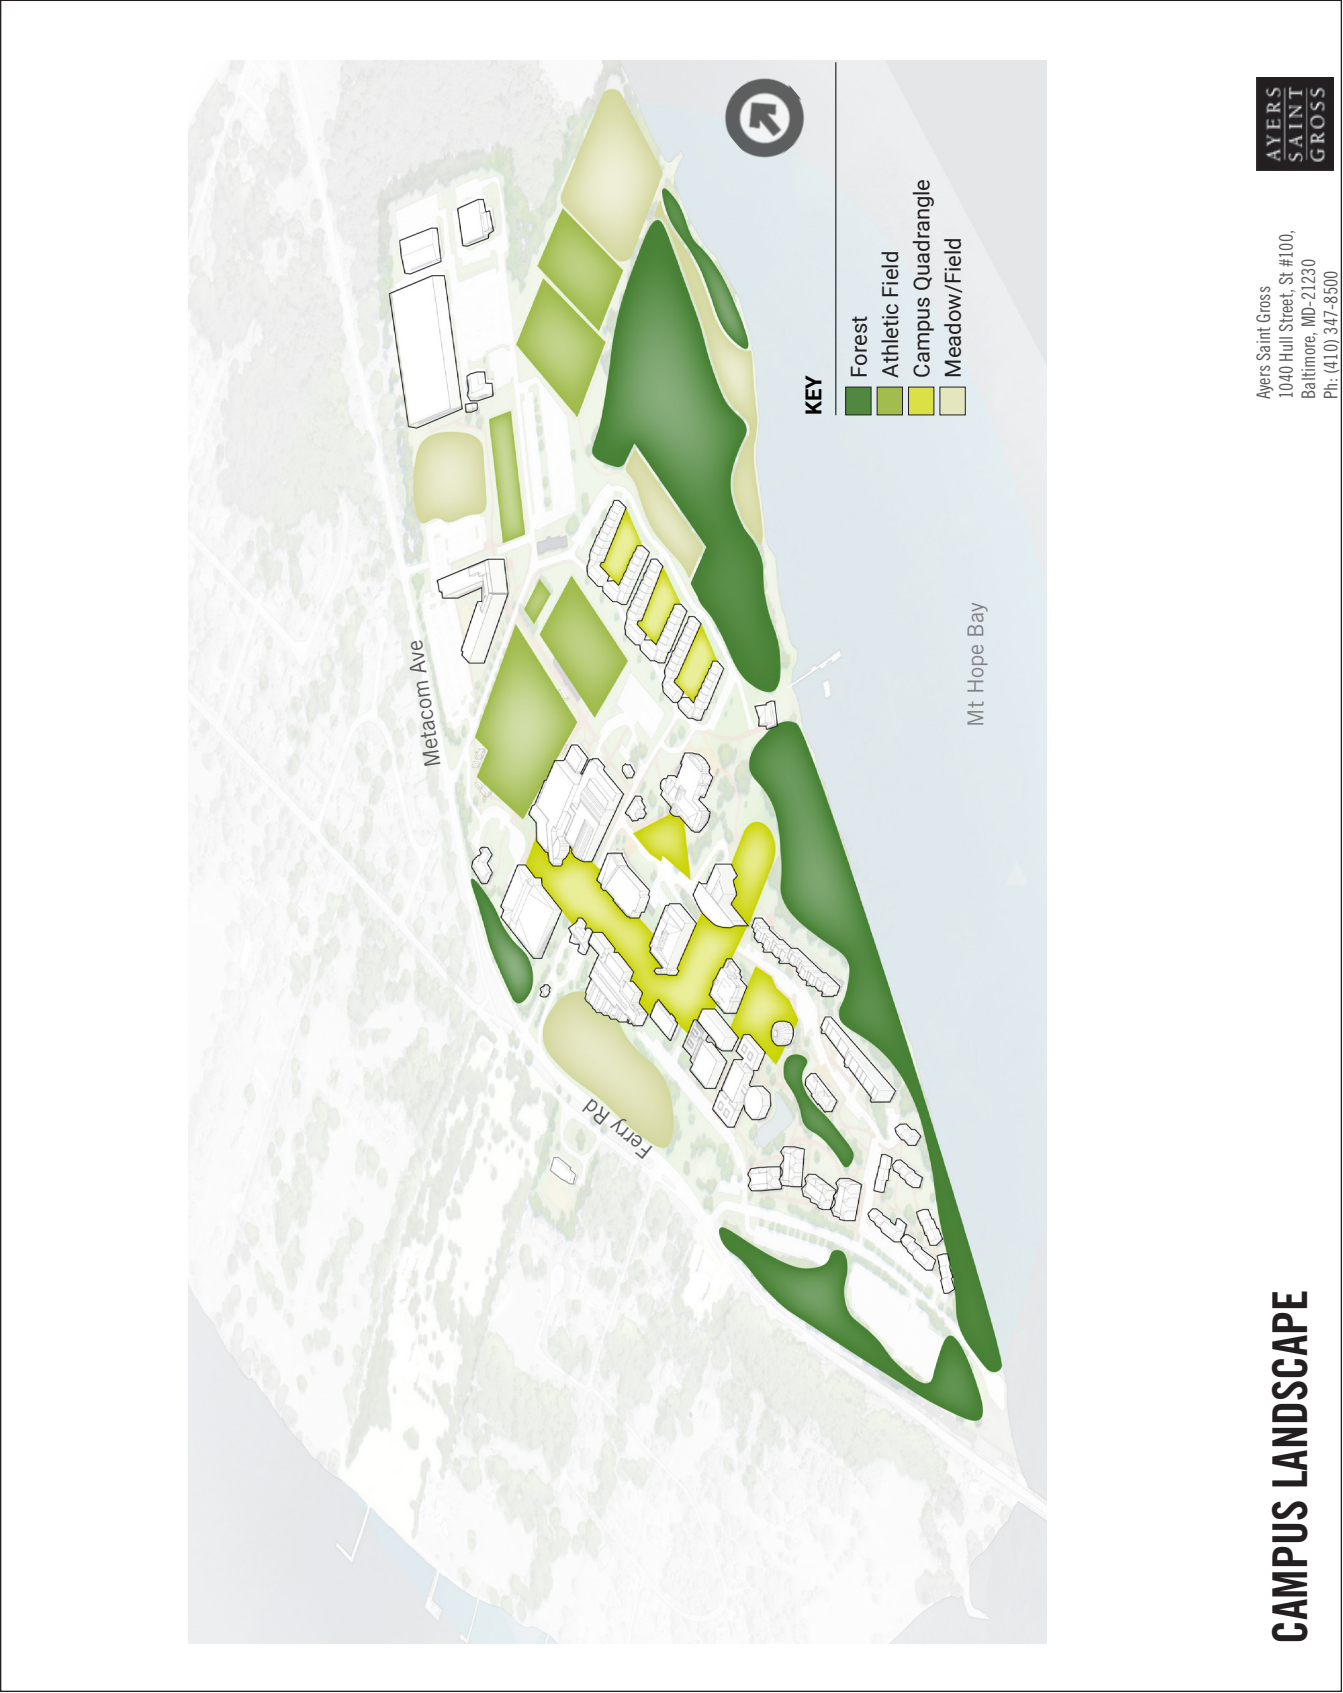 Metacom Ave
Ferry Rd
Mt Hope Bay
KEY
Forest
Athletic Field
Campus Quadrangle
Meadow/Field
CAMPUS LANDSCAPE
Ayers Saint Gross
1040 Hull Street, St #100,
Baltimore, MD-21230
Ph: (410) 347-8500
AYERS
SAINT
GROSS